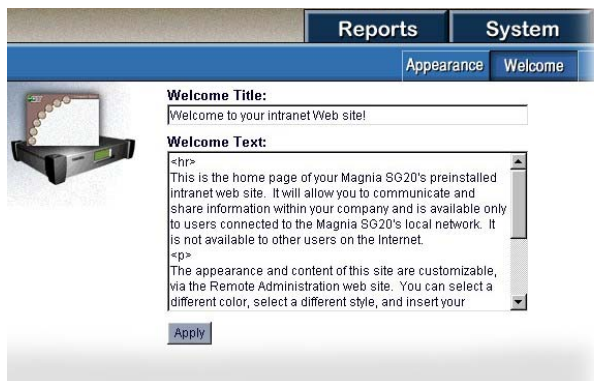 Reports System
Appearance Welcome
Welcome Title:
Welcome to your intranet Web site!
Welcome Text:
<hr>
This is the home page of your Magnia SG20's preinstalled
intranet web site. It will allow you to communicate and
share information within your company and is available only
to users connected to the Magnia SG20's local network. It
is not available to other users on the Internet.
<p>
The appearance and content of this site are customizable,
via the Remote Administration web site. You can select a
different color, select a different style, and insert your
Apply